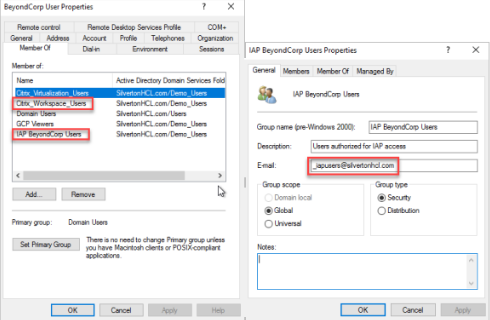 BeyondCorp User Properties
Remote control Remote Desktop Services Profile COM+
General Address Account Profile Telephones Organization
Member Of Dial-in Environment Sessions
Member of:
Name Active Directory Domain Services Fold
Citrix_Virtualization_Users SilvertonHCL.com/Demo_Users
Citrix_Workspace_Users SilvertonHCL.com/Demo_Users
Domain Users SilvertonHCL.com/Demo_Users
GCP Viewers SilvertonHCL.com/Demo_Users
IAP BeyondCorp Users SilvertonHCL.com/Demo_Users
Add... Remove
Primary group: Domain Users
Set Primary Group
There is no need to change Primary group unless
you have Macintosh clients or POSIX-compliant
applications.
OK Cancel Apply Help
IAP BeyondCorp Users Properties ? ×
General Members Member Of Managed By
IAP BeyondCorp Users
Group name (pre-Windows 2000): IAP BeyondCorp Users
Description: Users authorized for IAP access
E-mail: _iapusers@silvertonhcl.com
Group scope
Domain local
Global
Universal
Group type
Security
Distribution
Notes:
OK Cancel Apply